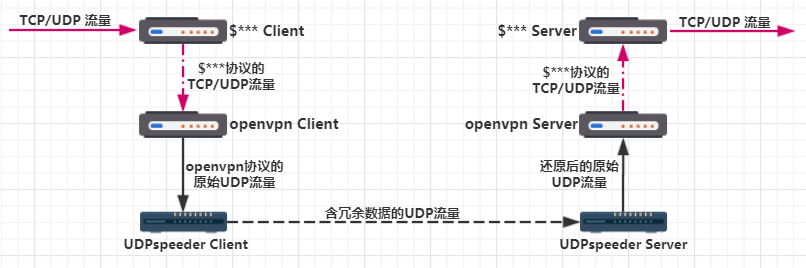 TCP/UDP 流量
$*** Client
$*** Server
TCP/UDP 流量
$***协议的
TCP/UDP流量
$***协议的
TCP/UDP流量
openvpn Client
openvpn Server
openvpn协议的
原始UDP流量
还原后的原始
UDP流量
含冗余数据的UDP流量
UDPspeeder Client
UDPspeeder Server